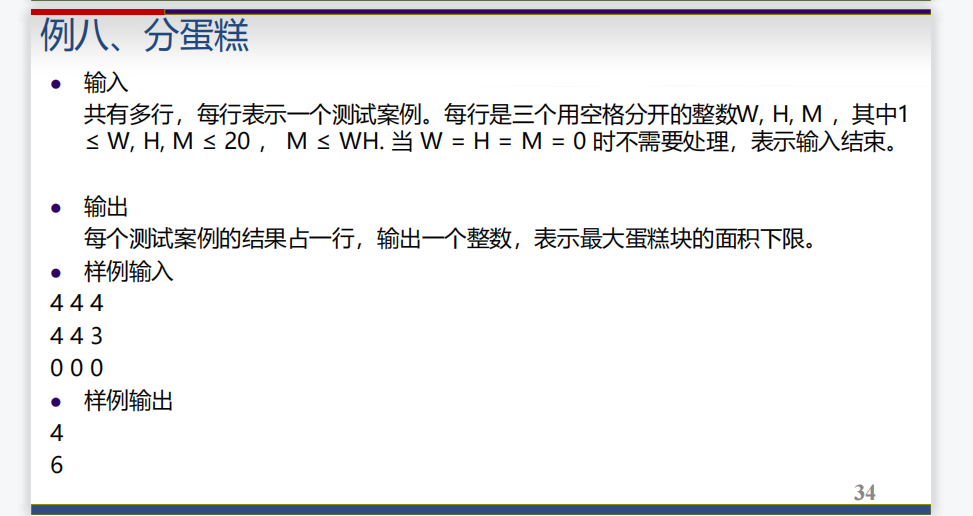 例八、分蛋糕
● 输入
共有多行，每行表示一个测试案例。每行是三个用空格分开的整数W, H, M ，其中1
≤ W, H, M ≤ 20 ， M ≤ WH. 当 W = H = M = 0 时不需要处理，表示输入结束。
● 输出
每个测试案例的结果占一行，输出一个整数，表示最大蛋糕块的面积下限。
● 样例输入
4 4 4
4 4 3
0 0 0
● 样例输出
4
6
34